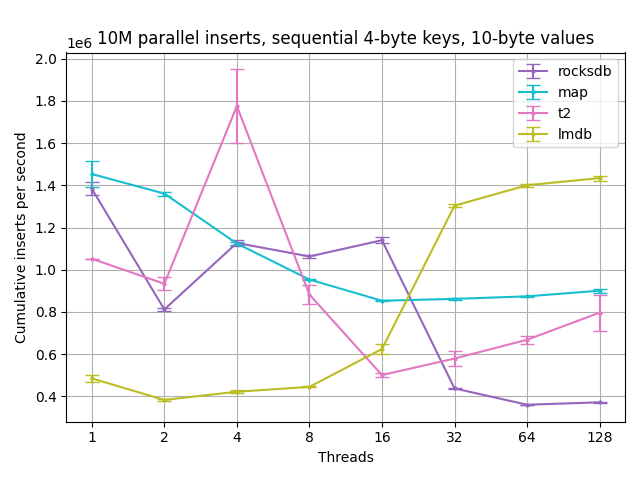 10M parallel inserts, sequential 4-byte keys, 10-byte values
1e6
2.0
1.8
1.6
1.4
1.2
1.0
0.8
0.6
0.4
Cumulative inserts per second
rocksdb
map
t2
lmdb
1 2 4 8 16 32 64 128
Threads